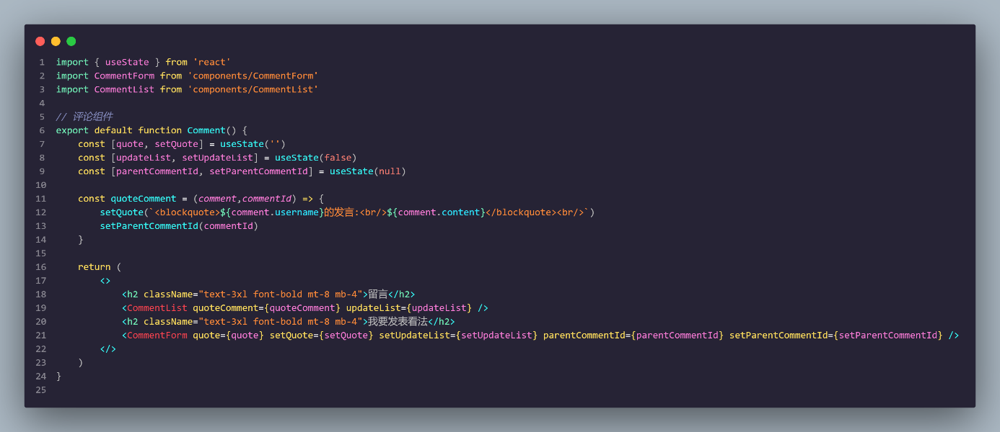 1 import { useState } from 'react'
2 import CommentForm from 'components/CommentForm'
3 import CommentList from 'components/CommentList'
4
5 // 评论组件
6 export default function Comment() {
7     const [quote, setQuote] = useState('')
8     const [updateList, setUpdateList] = useState(false)
9     const [parentCommentId, setParentCommentId] = useState(null)
10
11     const quoteComment = (comment,commentId) => {
12         setQuote(`<blockquote>${comment.username}的发言:<br/>${comment.content}</blockquote><br/>`)
13         setParentCommentId(commentId)
14     }
15
16     return (
17         <>
18             <h2 className="text-3xl font-bold mt-8 mb-4">留言</h2>
19             <CommentList quoteComment={quoteComment} updateList={updateList} />
20             <h2 className="text-3xl font-bold mt-8 mb-4">我要发表看法</h2>
21             <CommentForm quote={quote} setQuote={setQuote} setUpdateList={setUpdateList} parentCommentId={parentCommentId} setParentCommentId={setParentCommentId} />
22         </>
23     )
24 }
25